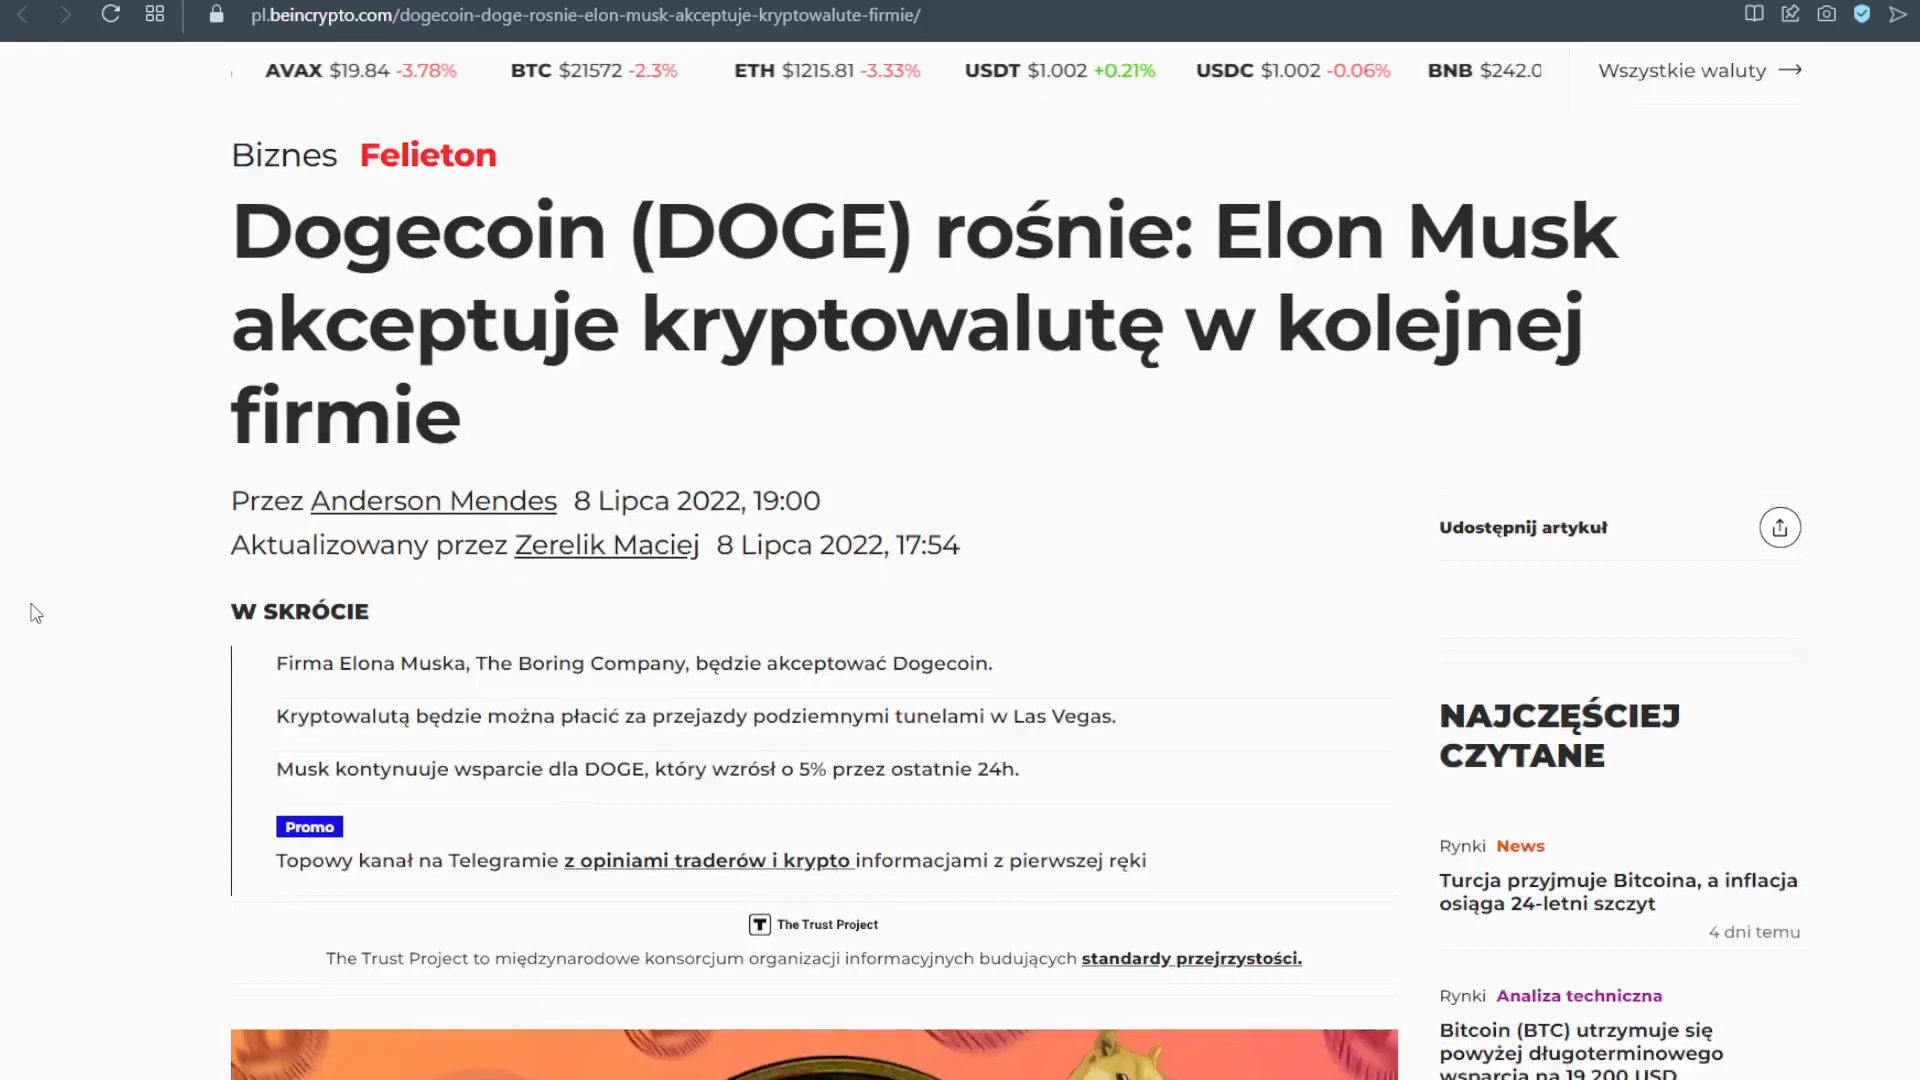 pl.beincrypto.com/dogecoin-doge-rosnie-elon-musk-akceptuje-kryptowalute-firmie/
AVAX $19.84 -3.78% BTC $21572 -2.3% ETH $1215.81 -3.33% USDT $1.002 +0.21% USDC $1.002 -0.06% BNB $242.0 Wszystkie waluty →
Biznes Felieton
Dogecoin (DOGE) rośnie: Elon Musk
akceptuje kryptowalutę w kolejnej
firmie
Przez Anderson Mendes 8 Lipca 2022, 19:00
Aktualizowany przez Zerelik Maciej 8 Lipca 2022, 17:54
Udostępnij artykuł
W SKRÓCIE
Firma Elona Muska, The Boring Company, będzie akceptować Dogecoin.
Kryptowalutą będzie można płacić za przejazdy podziemnymi tunelami w Las Vegas.
Musk kontynuuje wsparcie dla DOGE, który wzrósł o 5% przez ostatnie 24h.
Promo
Topowy kanał na Telegramie z opiniami traderów i krypto informacjami z pierwszej ręki
T The Trust Project
The Trust Project to międzynarodowe konsorcjum organizacji informacyjnych budujących standardy przejrzystości.
NAJCZĘŚCIEJ
CZYTANE
Rynki News
Turcja przyjmuje Bitcoina, a inflacja
osiąga 24-letni szczyt
4 dni temu
Rynki Analiza techniczna
Bitcoin (BTC) utrzymuje się
powyżej długoterminowego
wsparcia na 19 200 USD